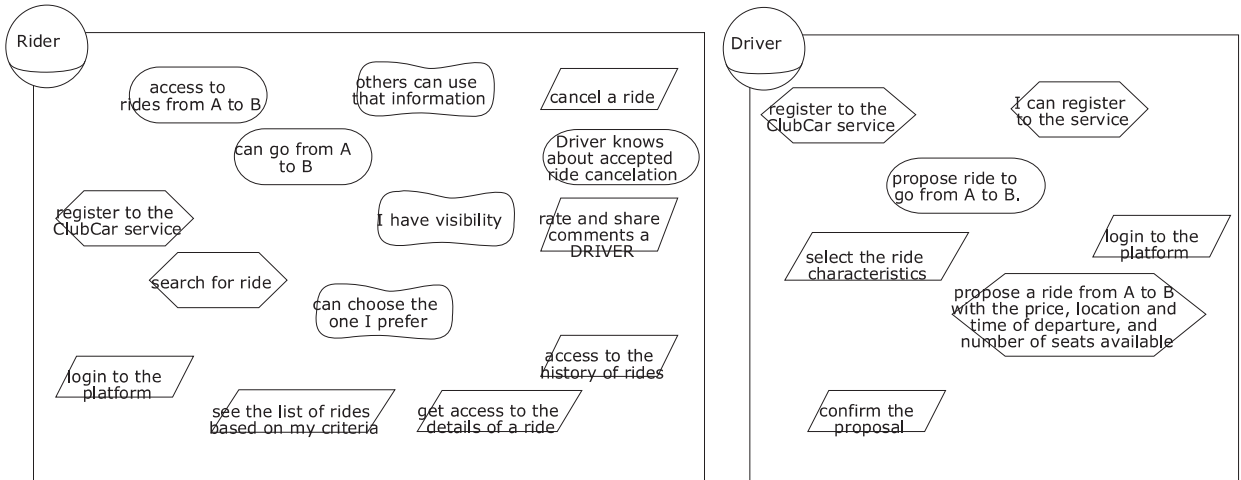 Rider
access to
rides from A to B
others can use
that information
cancel a ride
can go from A
to B
Driver knows
about accepted
ride cancelation
register to the
ClubCar service
I have visibility
rate and share
comments a
DRIVER
search for ride
can choose the
one I prefer
access to the
history of rides
login to the
platform
see the list of rides
based on my criteria
get access to the
details of a ride
Driver
register to the
ClubCar service
I can register
to the service
propose ride to
go from A to B.
login to the
platform
select the ride
characteristics
propose a ride from A to B
with the price, location and
time of departure, and
number of seats available
confirm the
proposal